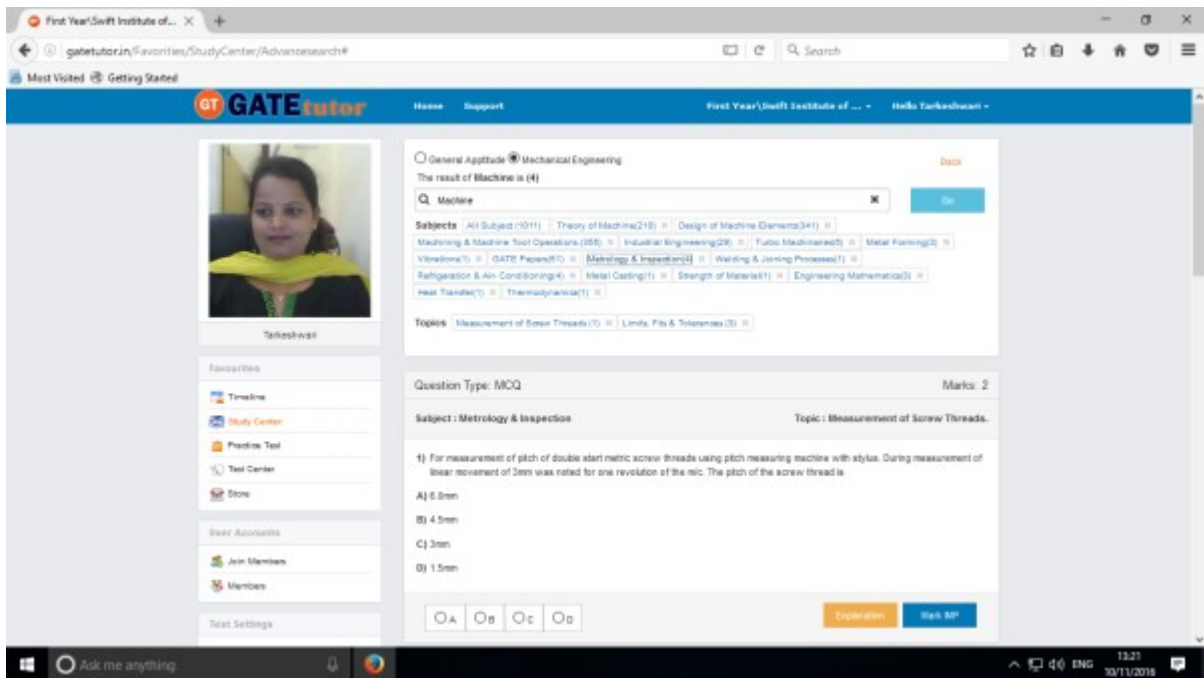 First Year\Swift Institute of...
gatetutor.in/Favorities/StudyCenter/Advancesearch#
Search
Most Visited Getting Started
GT GATEtutor
Home Support First Year\Swift Institute of ... Hello Tarkeshwari
General Apptitude Mechanical Engineering Back
The result of Machine is (4)
Machine Go
Subjects All Subject (1011) Theory of Machine(210) Design of Machine Elements(341)
Machining & Machine Tool Operations (355) Industrial Engineering(29) Turbo Machineries(5) Metal Forming(3)
Vibrations(1) GATE Papers(51) Metrology & Inspection(4) Welding & Joining Processes(1)
Refrigeration & Air-Conditioning(4) Metal Casting(1) Strength of Material(1) Engineering Mathematics(3)
Heat Transfer(1) Thermodynamics(1)
Topics Measurement of Screw Threads.(1) Limits, Fits & Tolerances.(3)
Tarkeshwari
Favourites
Timeline
Study Center
Practice Test
Test Center
Store
User Accounts
Join Members
Members
Test Settings
Question Type: MCQ Marks: 2
Subject : Metrology & Inspection Topic : Measurement of Screw Threads.
1) For measurement of pitch of double start metric screw threads using pitch measuring machine with stylus. During measurement of
linear movement of 3mm was noted for one revolution of the mic. The pitch of the screw thread is
A) 6.0mm
B) 4.5mm
C) 3mm
D) 1.5mm
A B C D Explanation Mark IMP
Ask me anything
ENG 13:21
10/11/2016